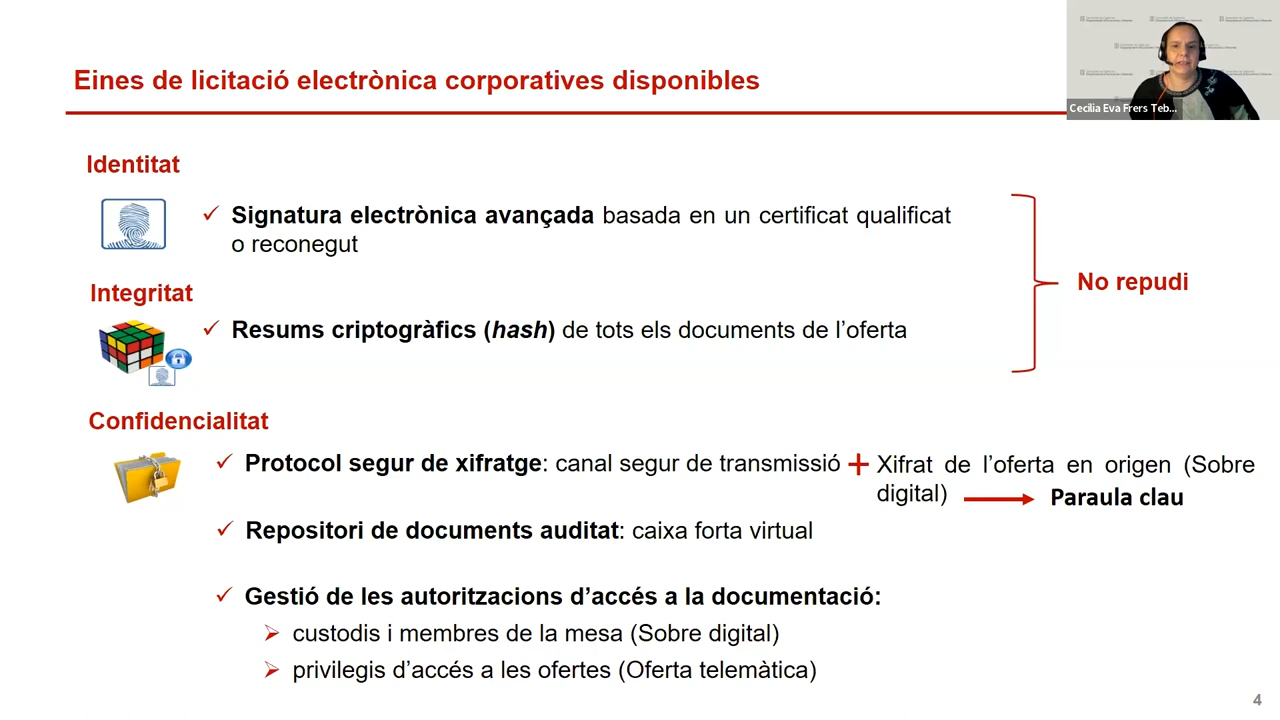 Eines de licitació electrònica corporatives disponibles
Cecilia Eva Frers Teb...
Identitat
Signatura electrònica avançada basada en un certificat qualificat
o reconegut
Integritat
No repudi
Resums criptogràfics (hash) de tots els documents de l’oferta
Confidencialitat
Protocol segur de xifratge: canal segur de transmissió + Xifrat de l’oferta en origen (Sobre
digital) Paraula clau
Repositori de documents auditat: caixa forta virtual
Gestió de les autoritzacions d’accés a la documentació:
custodis i membres de la mesa (Sobre digital)
privilegis d’accés a les ofertes (Oferta telemàtica)
4